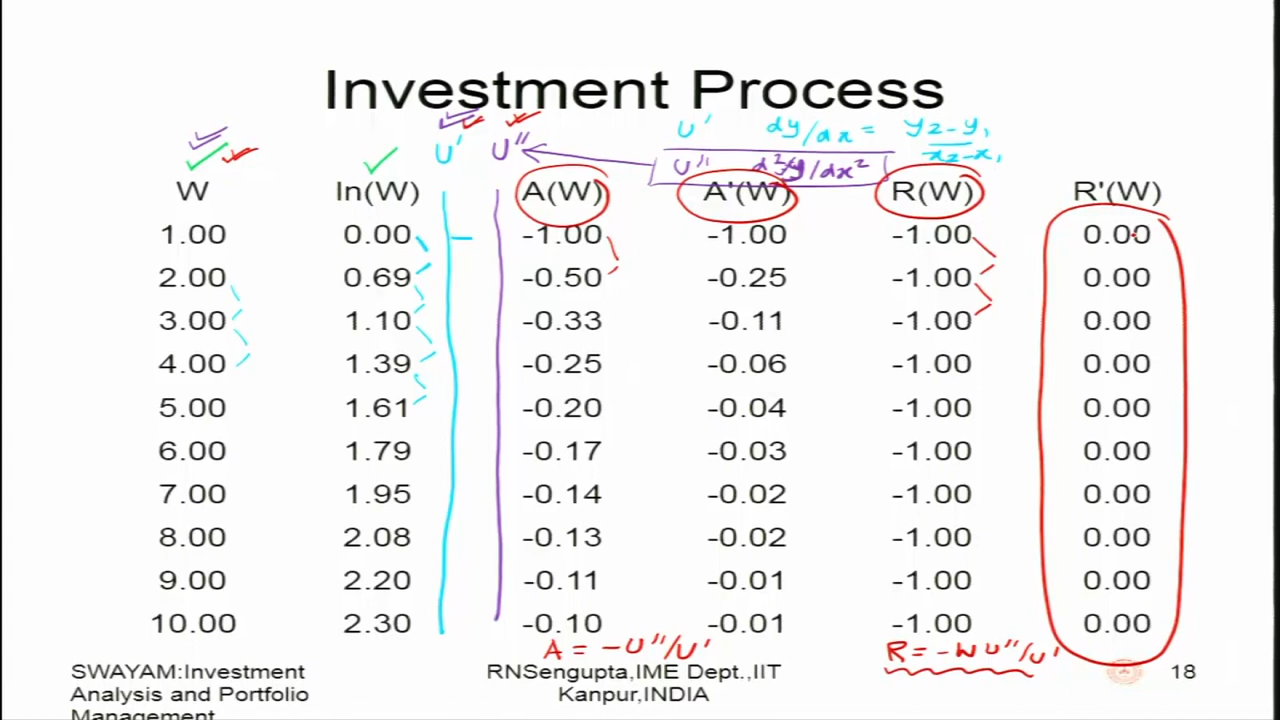 Investment Process
U' dy/dx = y2-y1/x2-x1
U' U'' U'' d²y/dx²
W ln(W) A(W) A'(W) R(W) R'(W)
1.00 0.00 -1.00 -1.00 -1.00 0.00
2.00 0.69 -0.50 -0.25 -1.00 0.00
3.00 1.10 -0.33 -0.11 -1.00 0.00
4.00 1.39 -0.25 -0.06 -1.00 0.00
5.00 1.61 -0.20 -0.04 -1.00 0.00
6.00 1.79 -0.17 -0.03 -1.00 0.00
7.00 1.95 -0.14 -0.02 -1.00 0.00
8.00 2.08 -0.13 -0.02 -1.00 0.00
9.00 2.20 -0.11 -0.01 -1.00 0.00
10.00 2.30 -0.10 -0.01 -1.00 0.00
A = -U''/U' R = -WU''/U'
SWAYAM:Investment
Analysis and Portfolio
Management
RNSengupta,IME Dept.,IIT
Kanpur,INDIA
18